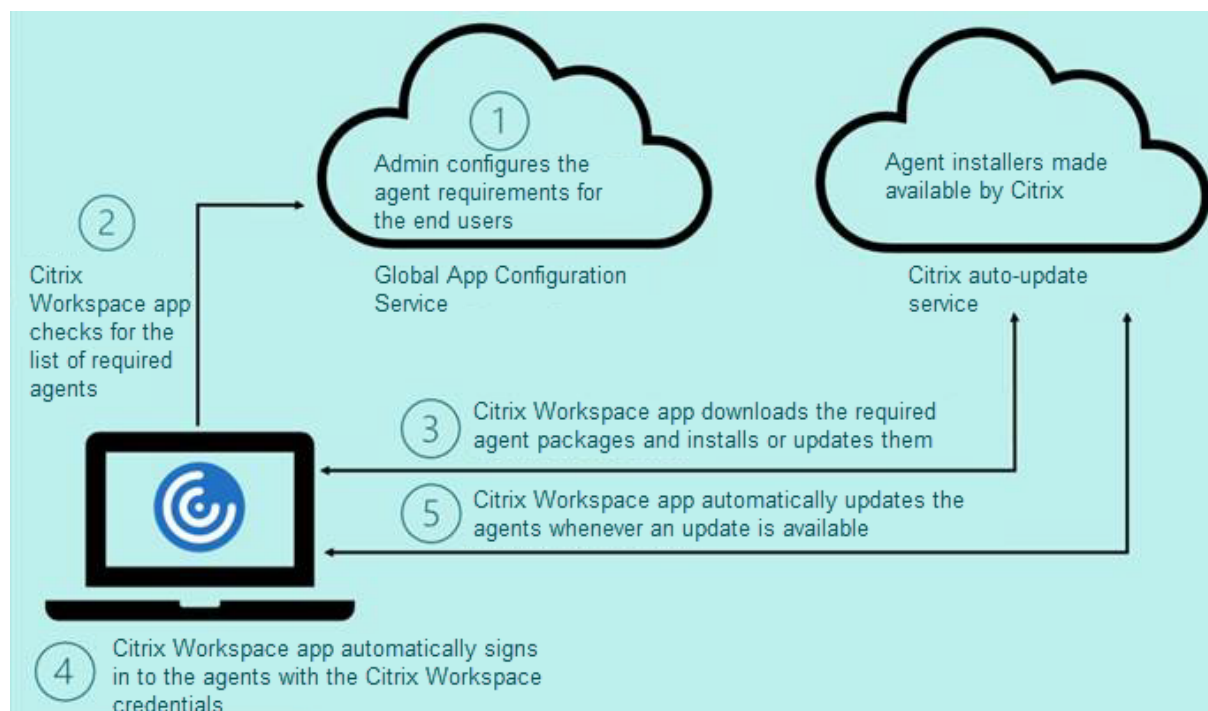 1
Admin configures the
agent requirements for
the end users
Global App Configuration
Service
Agent installers made
available by Citrix
Citrix auto-update
service
2
Citrix
Workspace app
checks for the
list of required
agents
3
Citrix Workspace app downloads the required
agent packages and installs or updates them
5
Citrix Workspace app automatically updates the
agents whenever an update is available
4
Citrix Workspace app automatically signs
in to the agents with the Citrix Workspace
credentials